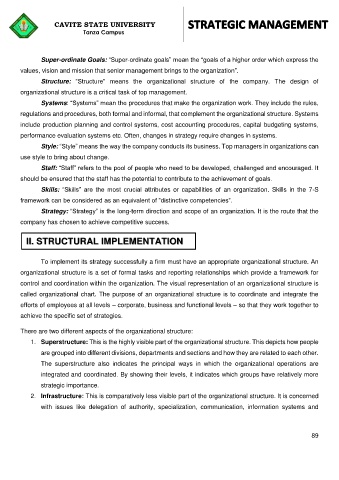 CAVITE STATE UNIVERSITY
Tanza Campus
STRATEGIC MANAGEMENT
Super-ordinate Goals: “Super-ordinate goals” mean the “goals of a higher order which express the
values, vision and mission that senior management brings to the organization”.
Structure: “Structure” means the organizational structure of the company. The design of
organizational structure is a critical task of top management.
Systems: “Systems” mean the procedures that make the organization work. They include the rules,
regulations and procedures, both formal and informal, that complement the organizational structure. Systems
include production planning and control systems, cost accounting procedures, capital budgeting systems,
performance evaluation systems etc. Often, changes in strategy require changes in systems.
Style: “Style” means the way the company conducts its business. Top managers in organizations can
use style to bring about change.
Staff: “Staff” refers to the pool of people who need to be developed, challenged and encouraged. It
should be ensured that the staff has the potential to contribute to the achievement of goals.
Skills: “Skills” are the most crucial attributes or capabilities of an organization. Skills in the 7-S
framework can be considered as an equivalent of “distinctive competencies”.
Strategy: “Strategy” is the long-term direction and scope of an organization. It is the route that the
company has chosen to achieve competitive success.
II. STRUCTURAL IMPLEMENTATION
To implement its strategy successfully a firm must have an appropriate organizational structure. An
organizational structure is a set of formal tasks and reporting relationships which provide a framework for
control and coordination within the organization. The visual representation of an organizational structure is
called organizational chart. The purpose of an organizational structure is to coordinate and integrate the
efforts of employees at all levels – corporate, business and functional levels – so that they work together to
achieve the specific set of strategies.
There are two different aspects of the organizational structure:
1. Superstructure: This is the highly visible part of the organizational structure. This depicts how people
are grouped into different divisions, departments and sections and how they are related to each other.
The superstructure also indicates the principal ways in which the organizational operations are
integrated and coordinated. By showing their levels, it indicates which groups have relatively more
strategic importance.
2. Infrastructure: This is comparatively less visible part of the organizational structure. It is concerned
with issues like delegation of authority, specialization, communication, information systems and
89